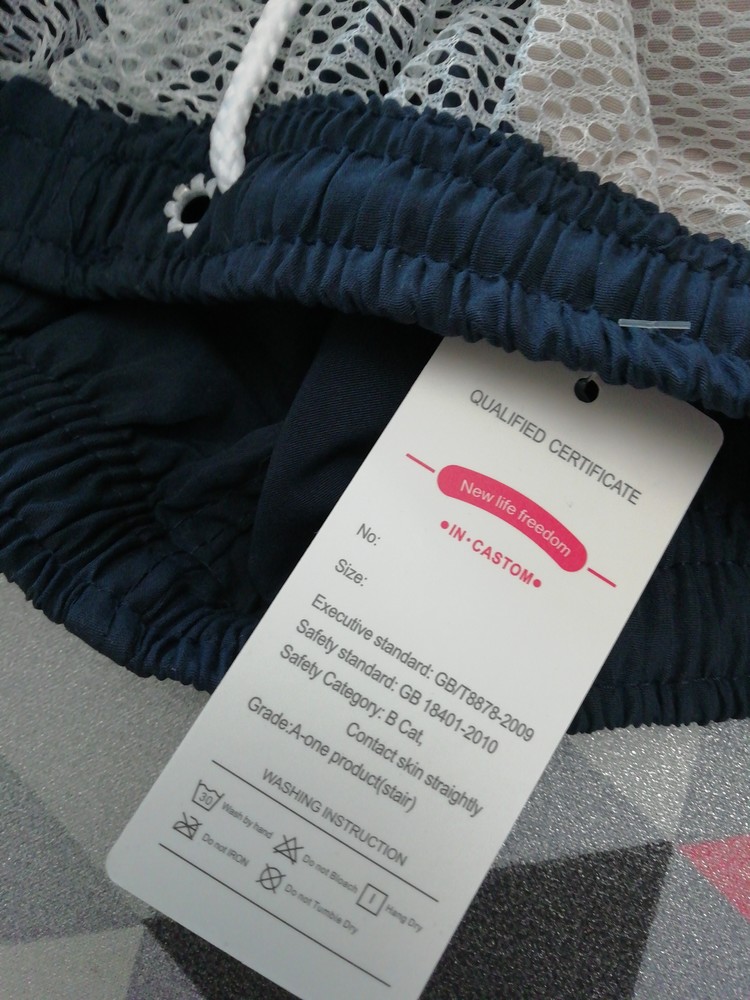 QUALIFIED CERTIFICATE
New life freedom
•IN·CASTOM•
No:
Size:
Executive standard: GB/T8878-2009
Safety standard: GB 18401-2010
Safety Category: B Cat,
Contact skin straightly
Grade:A-one product(stair)
WASHING INSTRUCTION
30 Wash by hand
Do not Bleach
Hang Dry
Do not IRON
Do not Tumble Dry